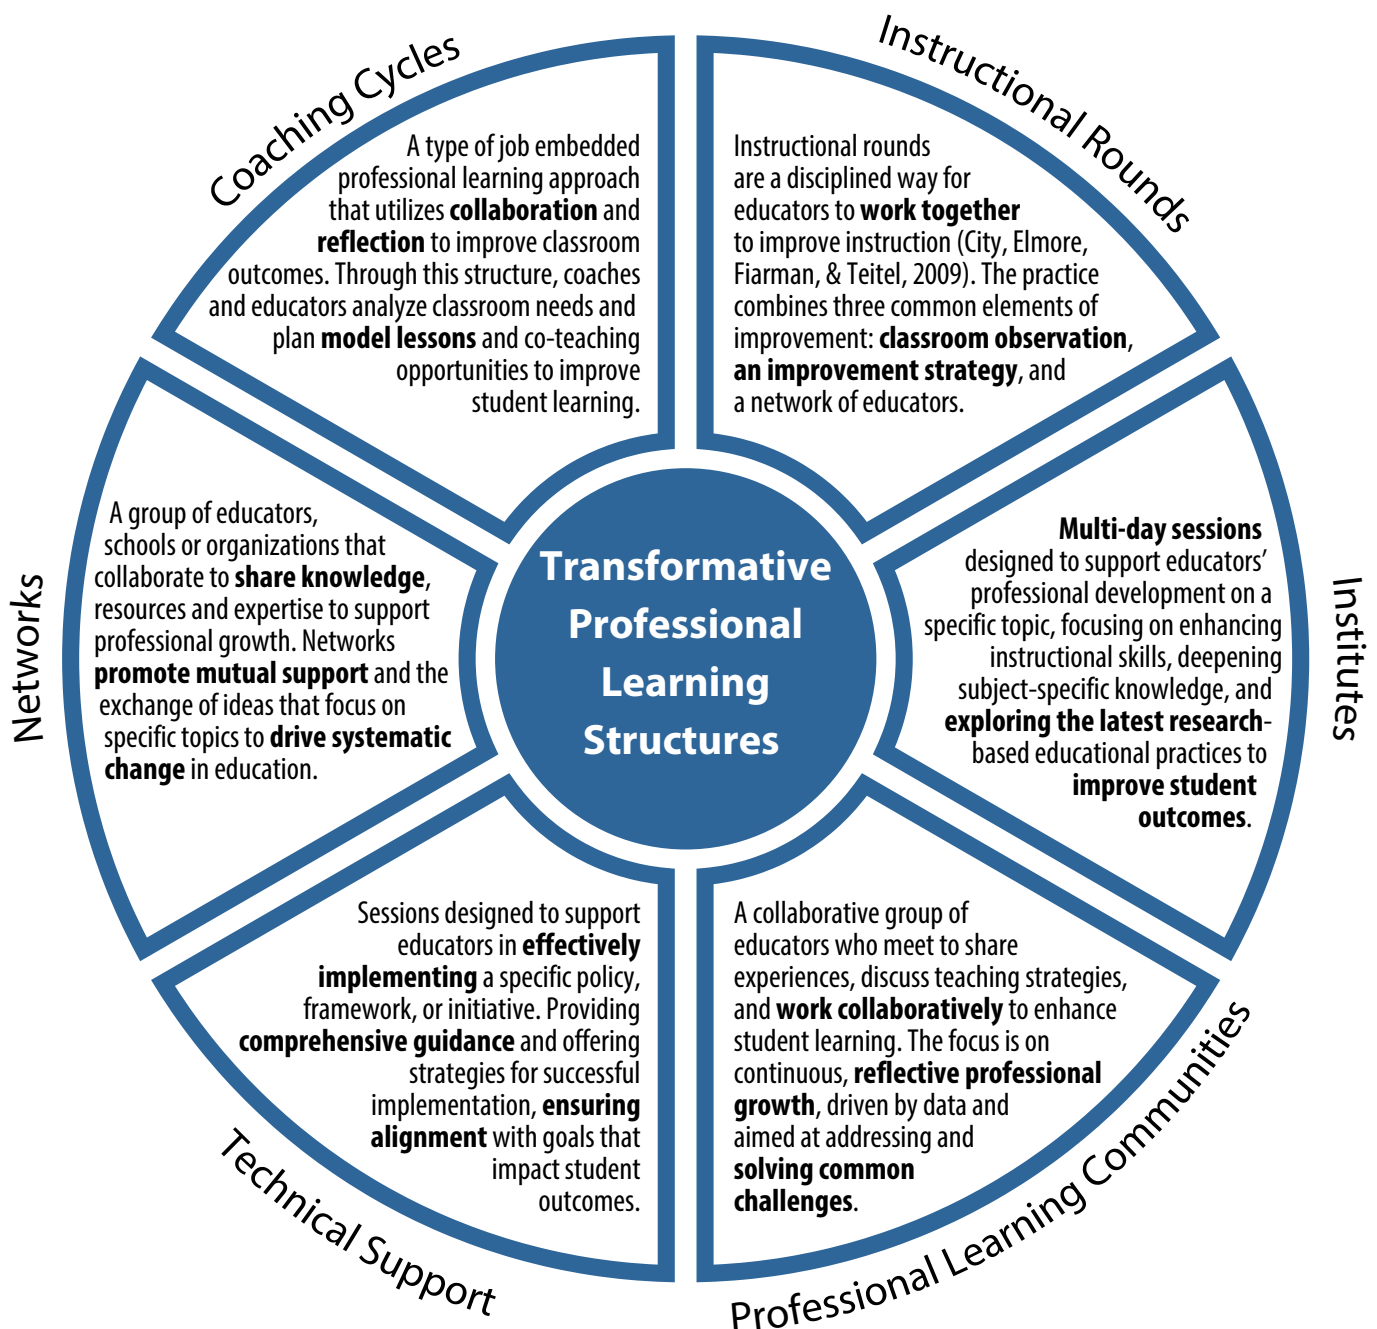 Coaching Cycles
A type of job embedded
professional learning approach
that utilizes collaboration and
reflection to improve classroom
outcomes. Through this structure, coaches
and educators analyze classroom needs and
plan model lessons and co-teaching
opportunities to improve
student learning.
Instructional Rounds
Instructional rounds
are a disciplined way for
educators to work together
to improve instruction (City, Elmore,
Fiarman, & Teitel, 2009). The practice
combines three common elements of
improvement: classroom observation,
an improvement strategy, and
a network of educators.
Networks
A group of educators,
schools or organizations that
collaborate to share knowledge,
resources and expertise to support
professional growth. Networks
promote mutual support and the
exchange of ideas that focus on
specific topics to drive systematic
change in education.
Transformative
Professional
Learning
Structures
Institutes
Multi-day sessions
designed to support educators’
professional development on a
specific topic, focusing on enhancing
instructional skills, deepening
subject-specific knowledge, and
exploring the latest research-
based educational practices to
improve student
outcomes.
Technical Support
Sessions designed to support
educators in effectively
implementing a specific policy,
framework, or initiative. Providing
comprehensive guidance and offering
strategies for successful
implementation, ensuring
alignment with goals that
impact student
outcomes.
Professional Learning Communities
A collaborative group of
educators who meet to share
experiences, discuss teaching strategies,
and work collaboratively to enhance
student learning. The focus is on
continuous, reflective professional
growth, driven by data and
aimed at addressing and
solving common
challenges.